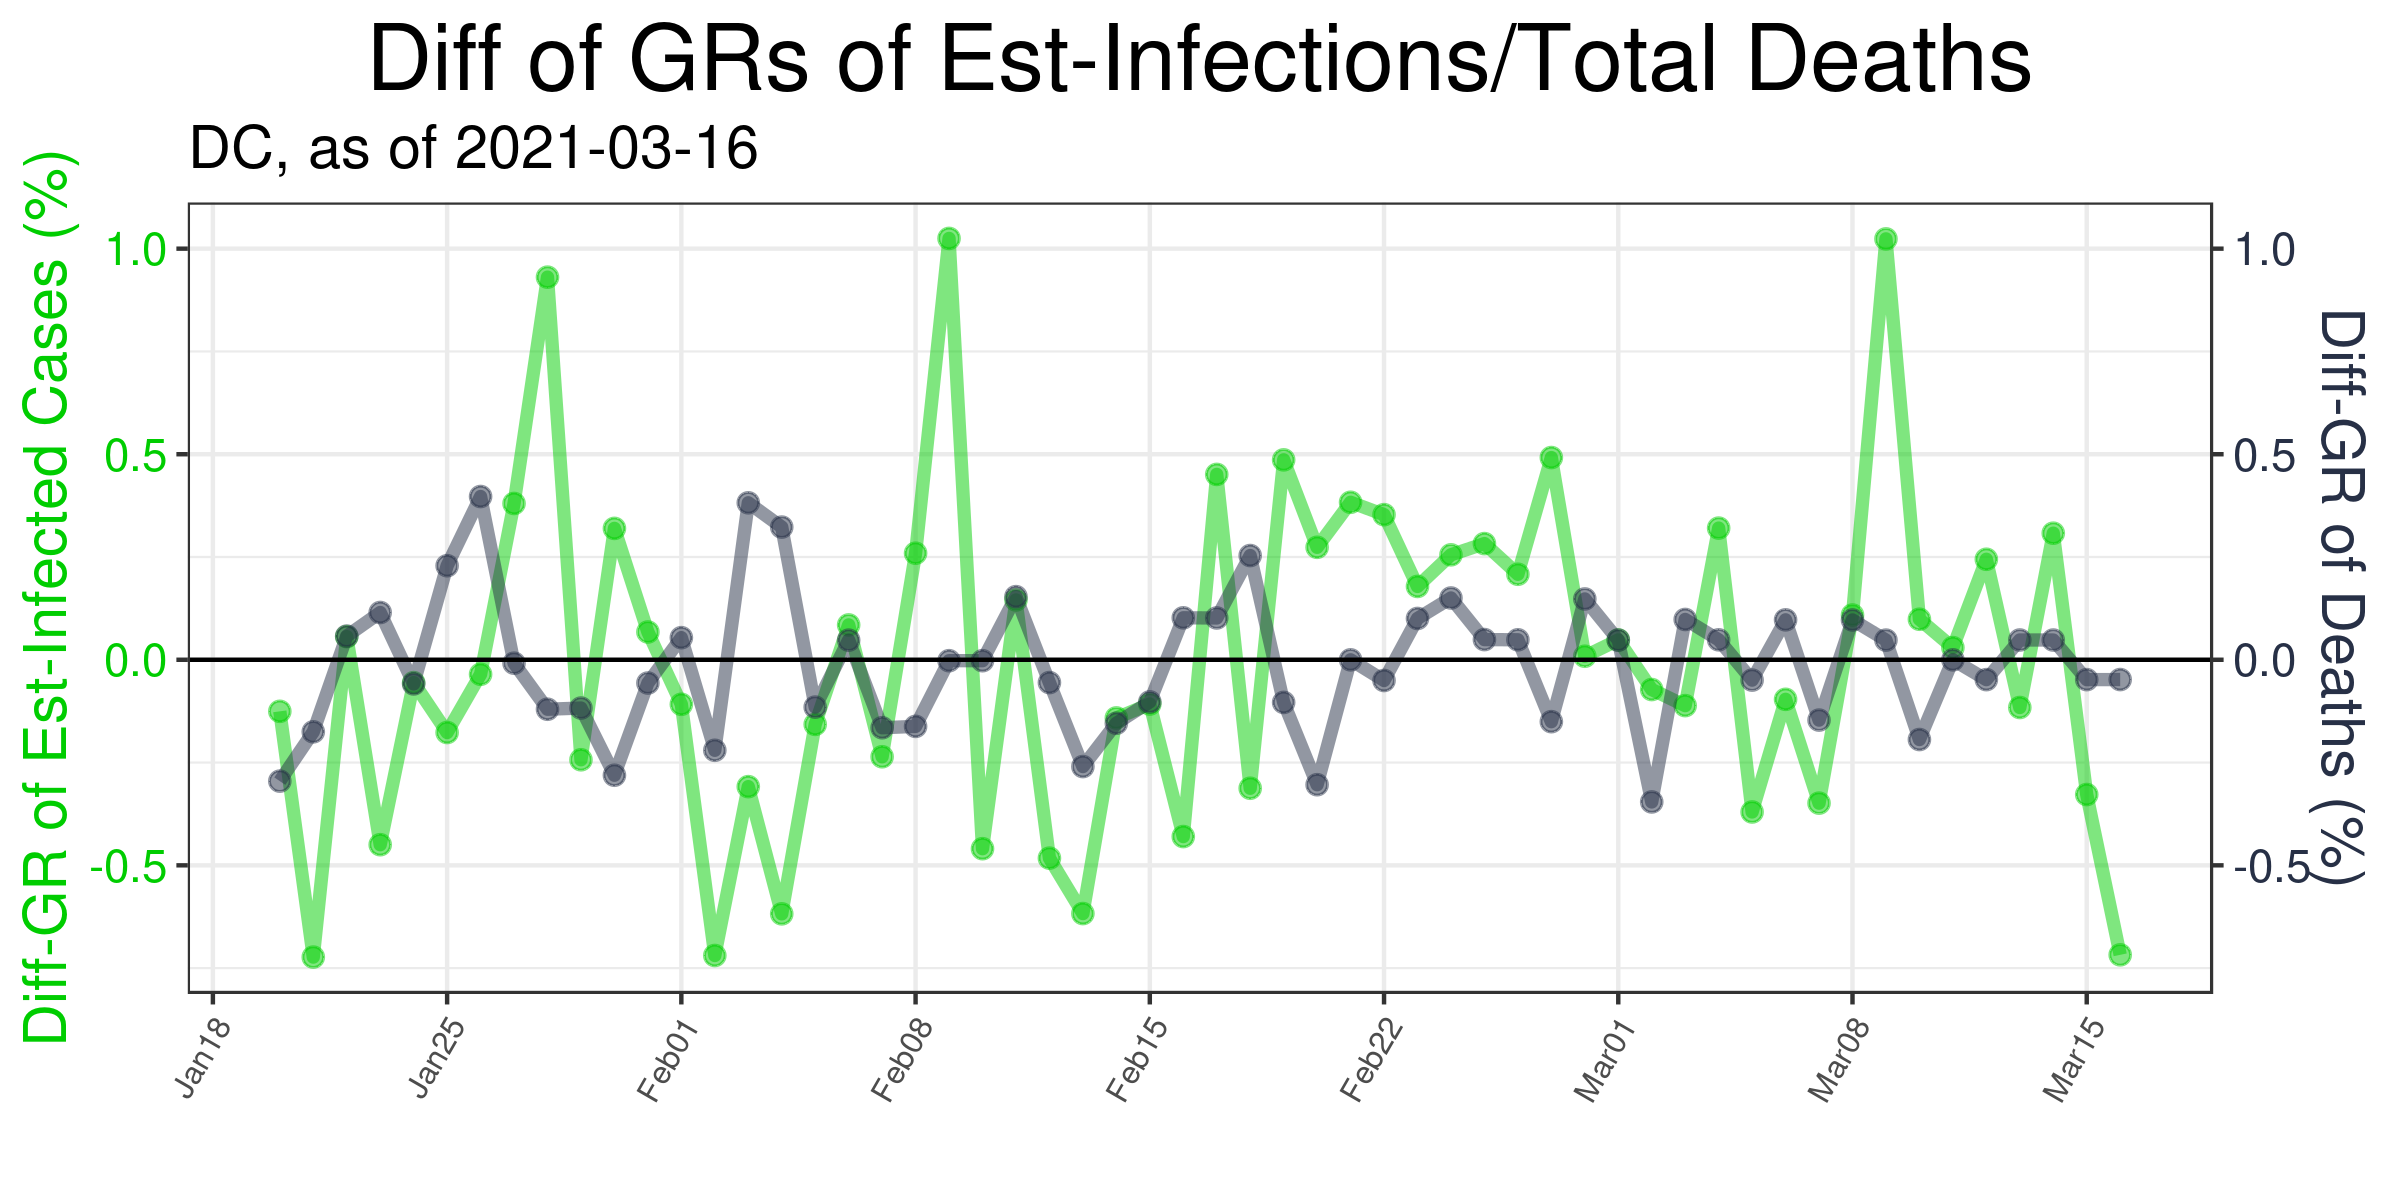 Diff of GRs of Est-Infections/Total Deaths
DC, as of 2021-03-16
Diff-GR of Est-Infected Cases (%)
1.0
0.5
0.0
-0.5
1.0
0.5
0.0
-0.5
Diff-GR of Deaths (%)
Jan18
Jan25
Feb01
Feb08
Feb15
Feb22
Mar01
Mar08
Mar15